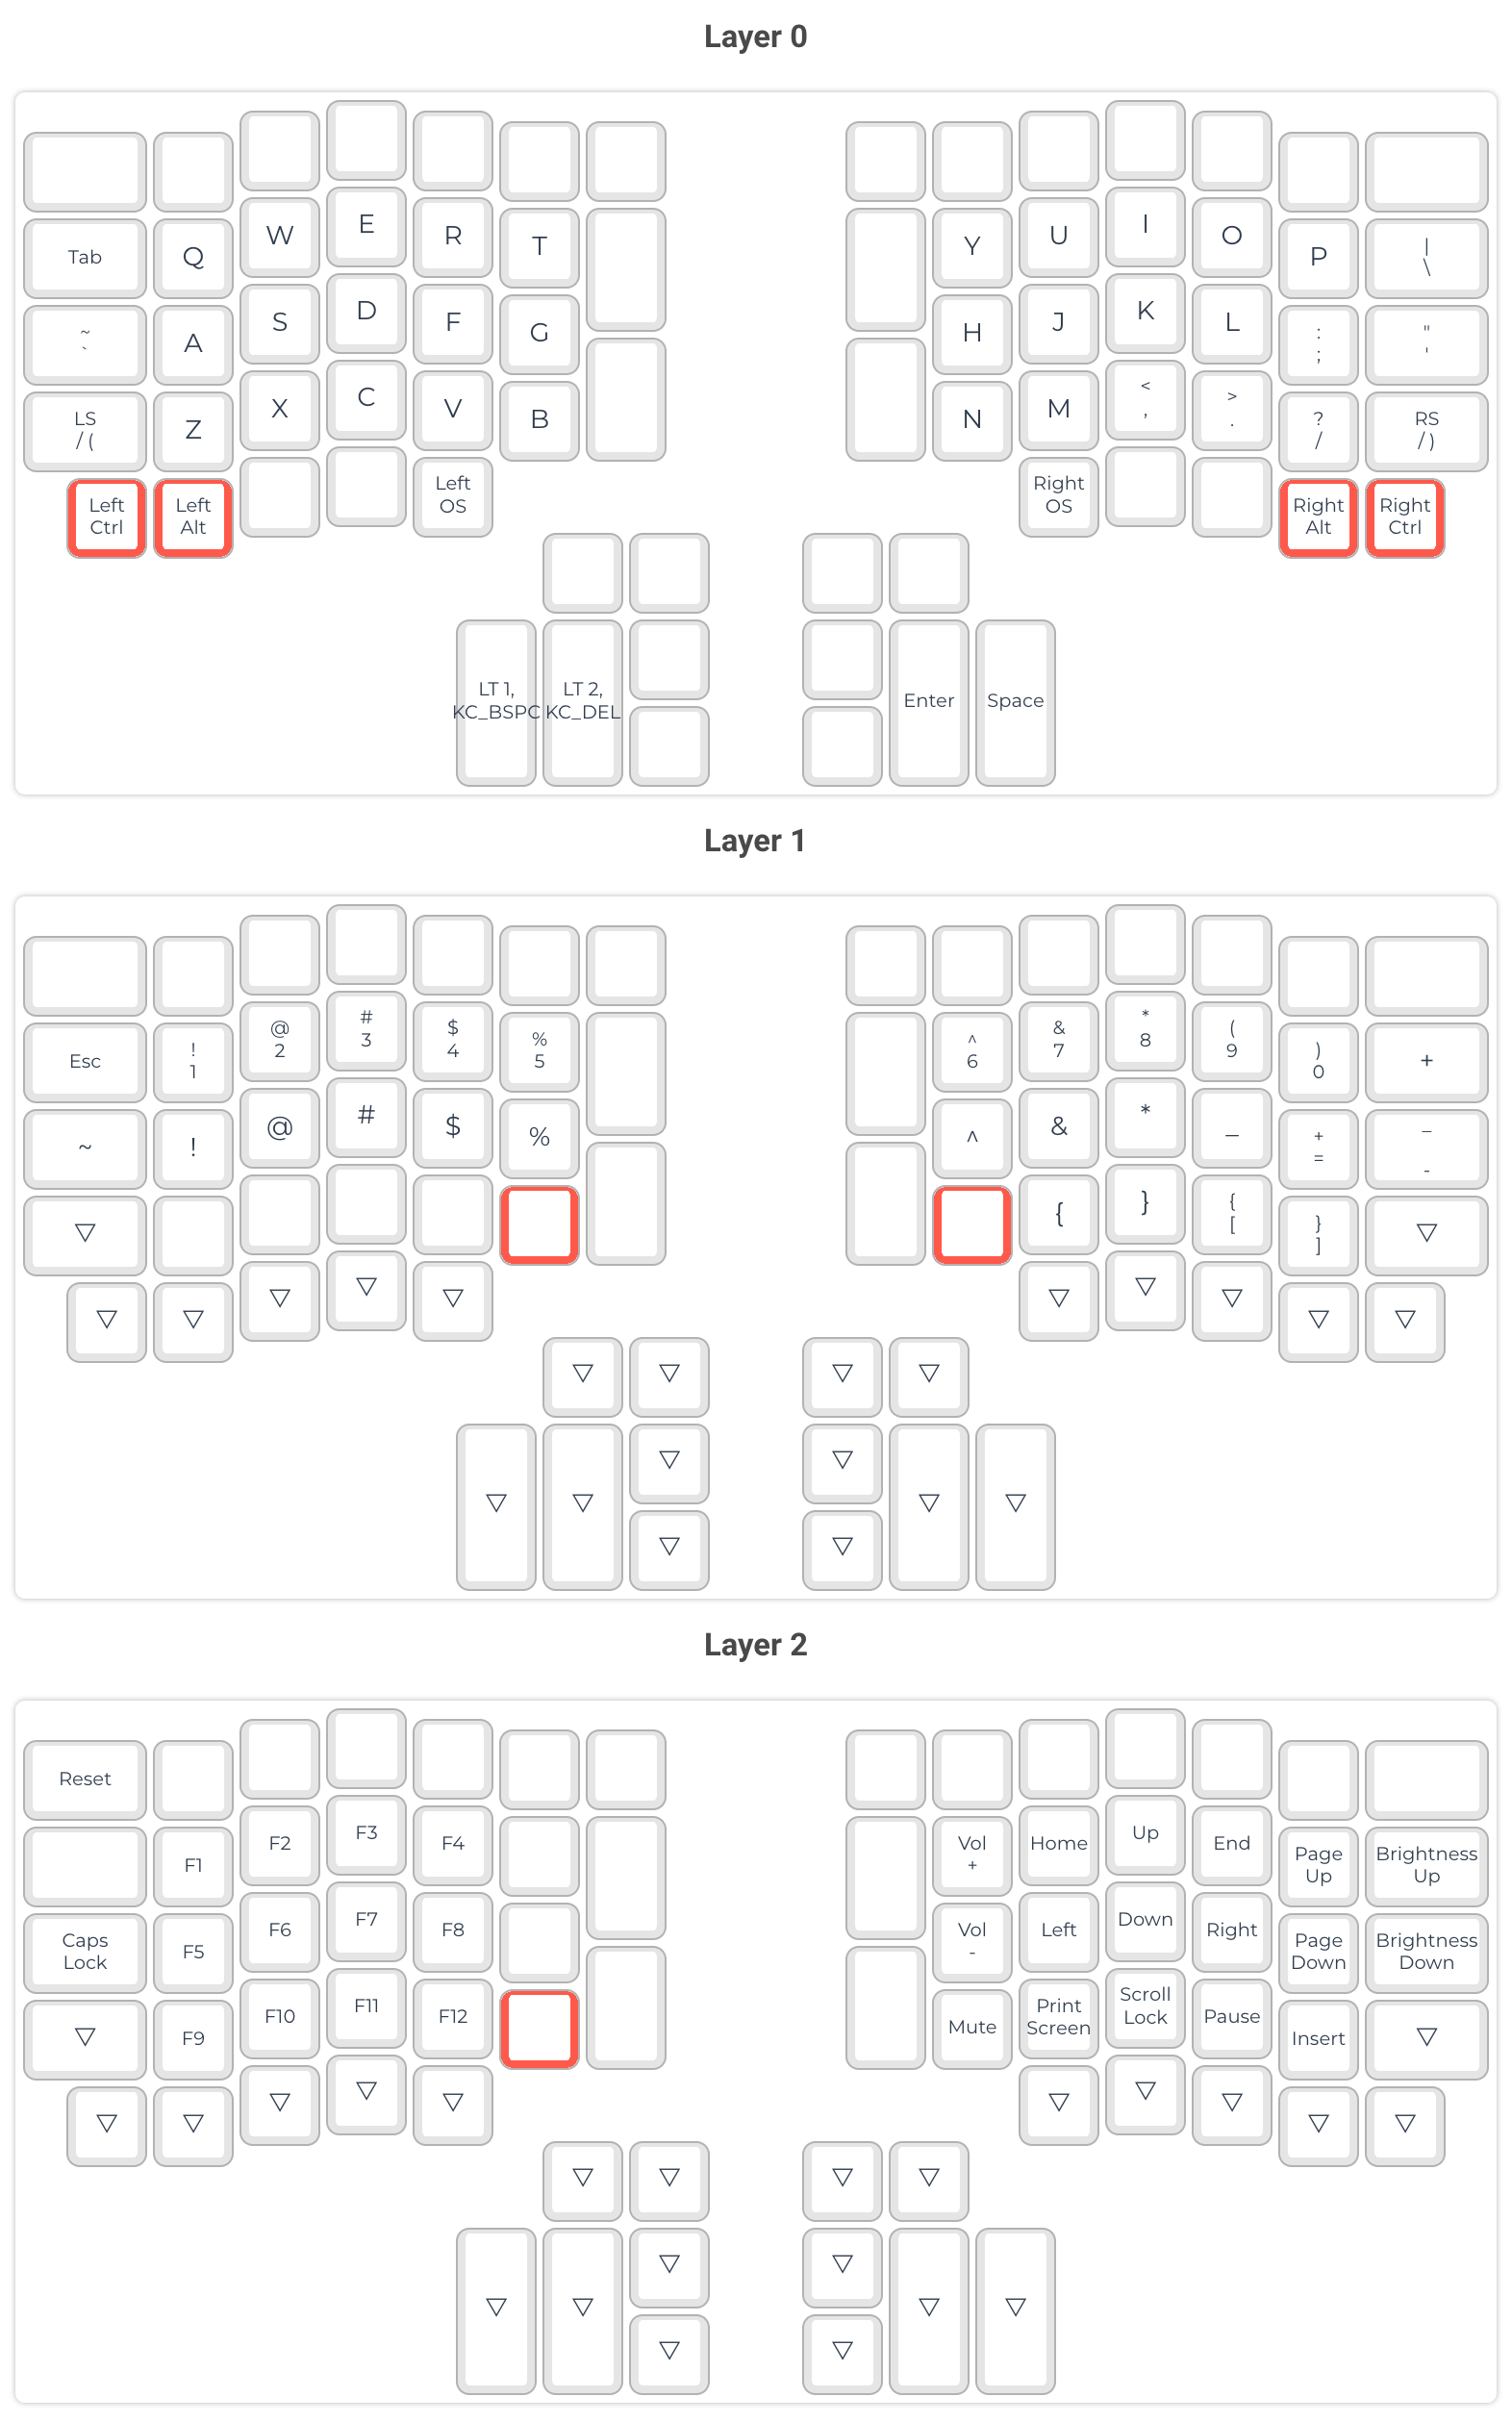 Layer 0
Tab Q W E R T Y U I O P |
\
~
` A S D F G H J K L :
; "
'
LS
/ ( Z X C V B N M <
, >
. ?
/ RS
/ )
Left
Ctrl Left
Alt Left
OS Right
OS Right
Alt Right
Ctrl
LT 1,
KC_BSPC LT 2,
KC_DEL Enter Space
Layer 1
Esc !
1 @
2 #
3 $
4 %
5 ^
6 &
7 *
8 (
9 )
0 +
~ ! @ # $ % ^ & * _ +
= _
-
▽ { } {
[ }
] ▽
▽ ▽ ▽ ▽ ▽ ▽ ▽ ▽ ▽ ▽
▽ ▽ ▽ ▽
▽ ▽ ▽ ▽ ▽ ▽
▽ ▽
Layer 2
Reset
F1 F2 F3 F4 Vol
+ Home Up End Page
Up Brightness
Up
Caps
Lock F5 F6 F7 F8 Vol
- Left Down Right Page
Down Brightness
Down
▽ F9 F10 F11 F12 Mute Print
Screen Scroll
Lock Pause Insert ▽
▽ ▽ ▽ ▽ ▽ ▽ ▽ ▽ ▽ ▽
▽ ▽ ▽ ▽
▽ ▽ ▽ ▽ ▽ ▽
▽ ▽